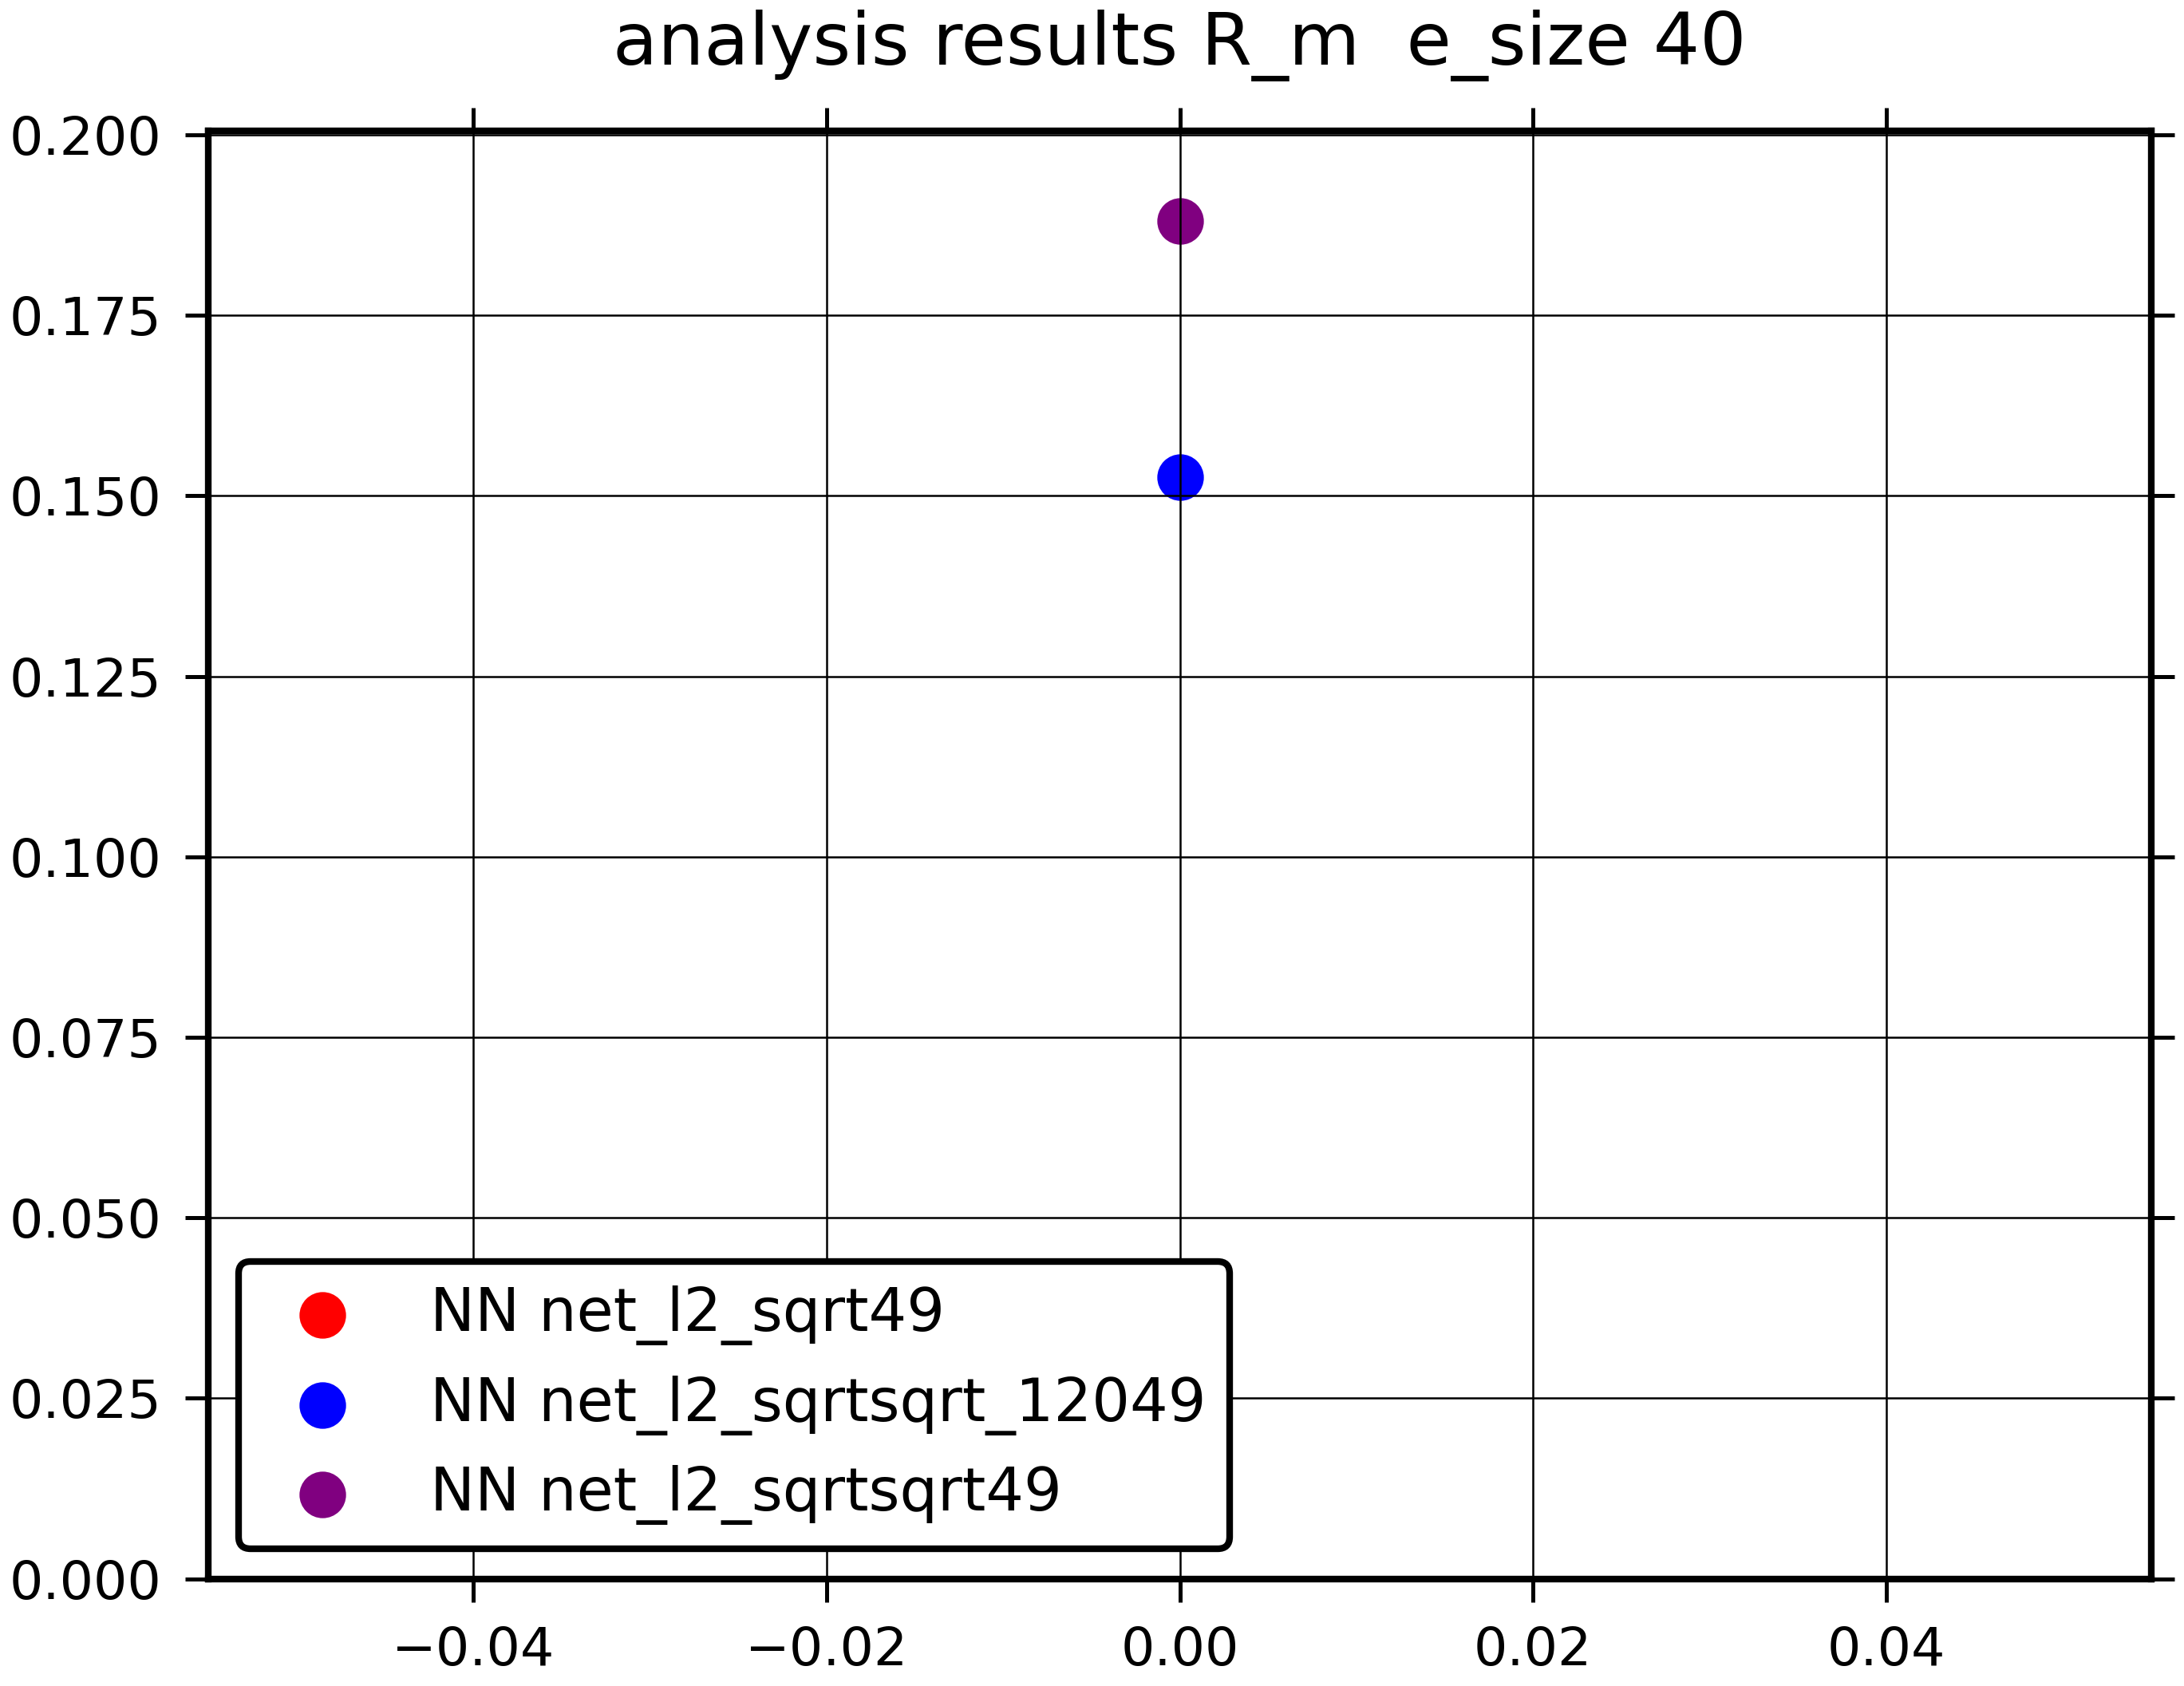 analysis results R_m  e_size 40
0.200
0.175
0.150
0.125
0.100
0.075
0.050
0.025
0.000
NN net_l2_sqrt49
NN net_l2_sqrtsqrt_12049
NN net_l2_sqrtsqrt49
−0.04 −0.02 0.00 0.02 0.04